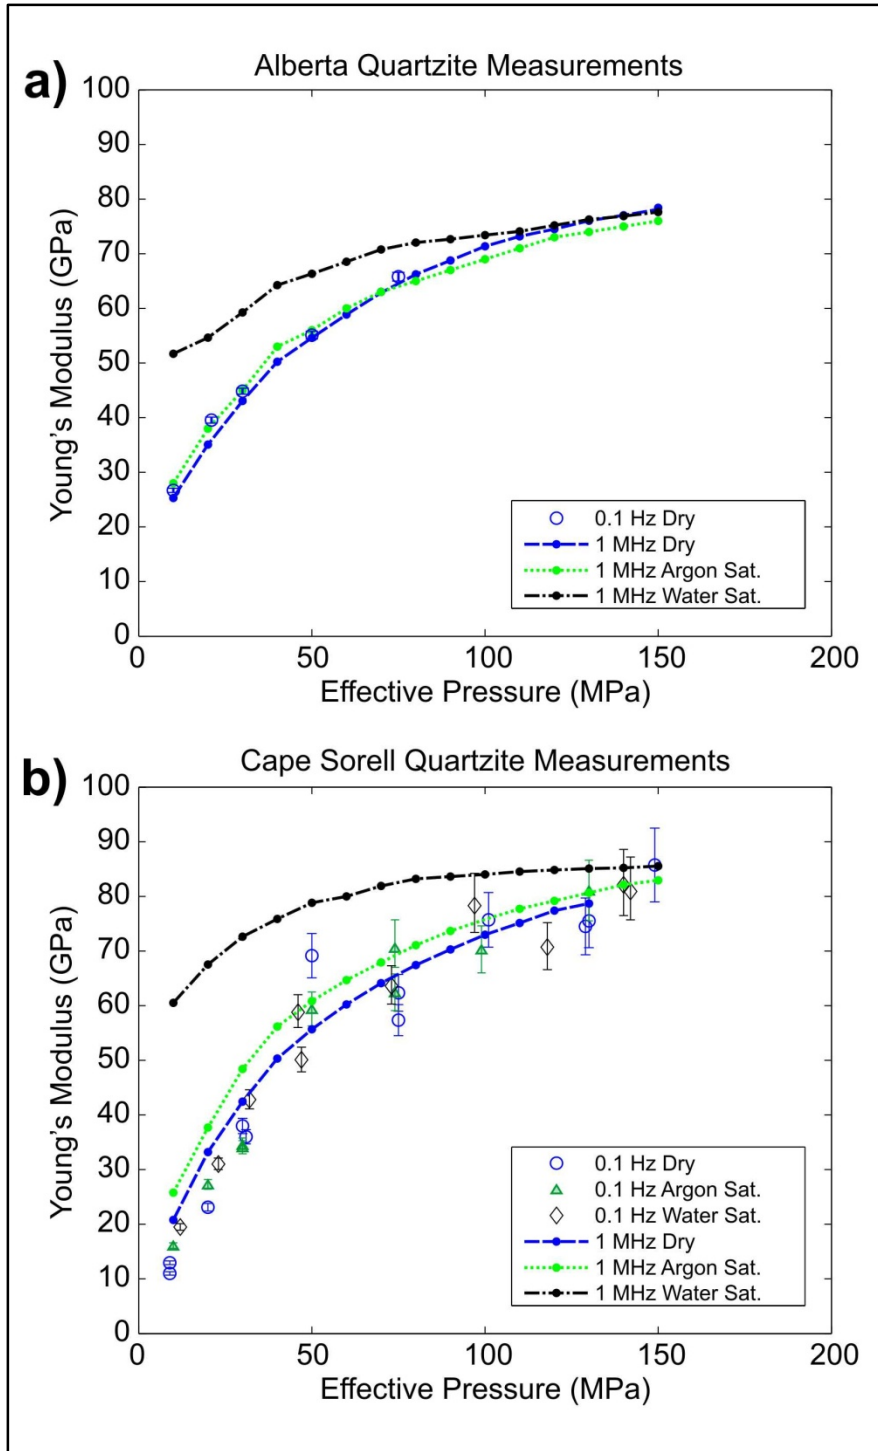 a)
Alberta Quartzite Measurements
100
90
80
70
60
50
40
30
20
10
0
Young's Modulus (GPa)
0.1 Hz Dry
1 MHz Dry
1 MHz Argon Sat.
1 MHz Water Sat.
0 50 100 150 200
Effective Pressure (MPa)
b)
Cape Sorell Quartzite Measurements
100
90
80
70
60
50
40
30
20
10
0
Young's Modulus (GPa)
0.1 Hz Dry
0.1 Hz Argon Sat.
0.1 Hz Water Sat.
1 MHz Dry
1 MHz Argon Sat.
1 MHz Water Sat.
0 50 100 150 200
Effective Pressure (MPa)